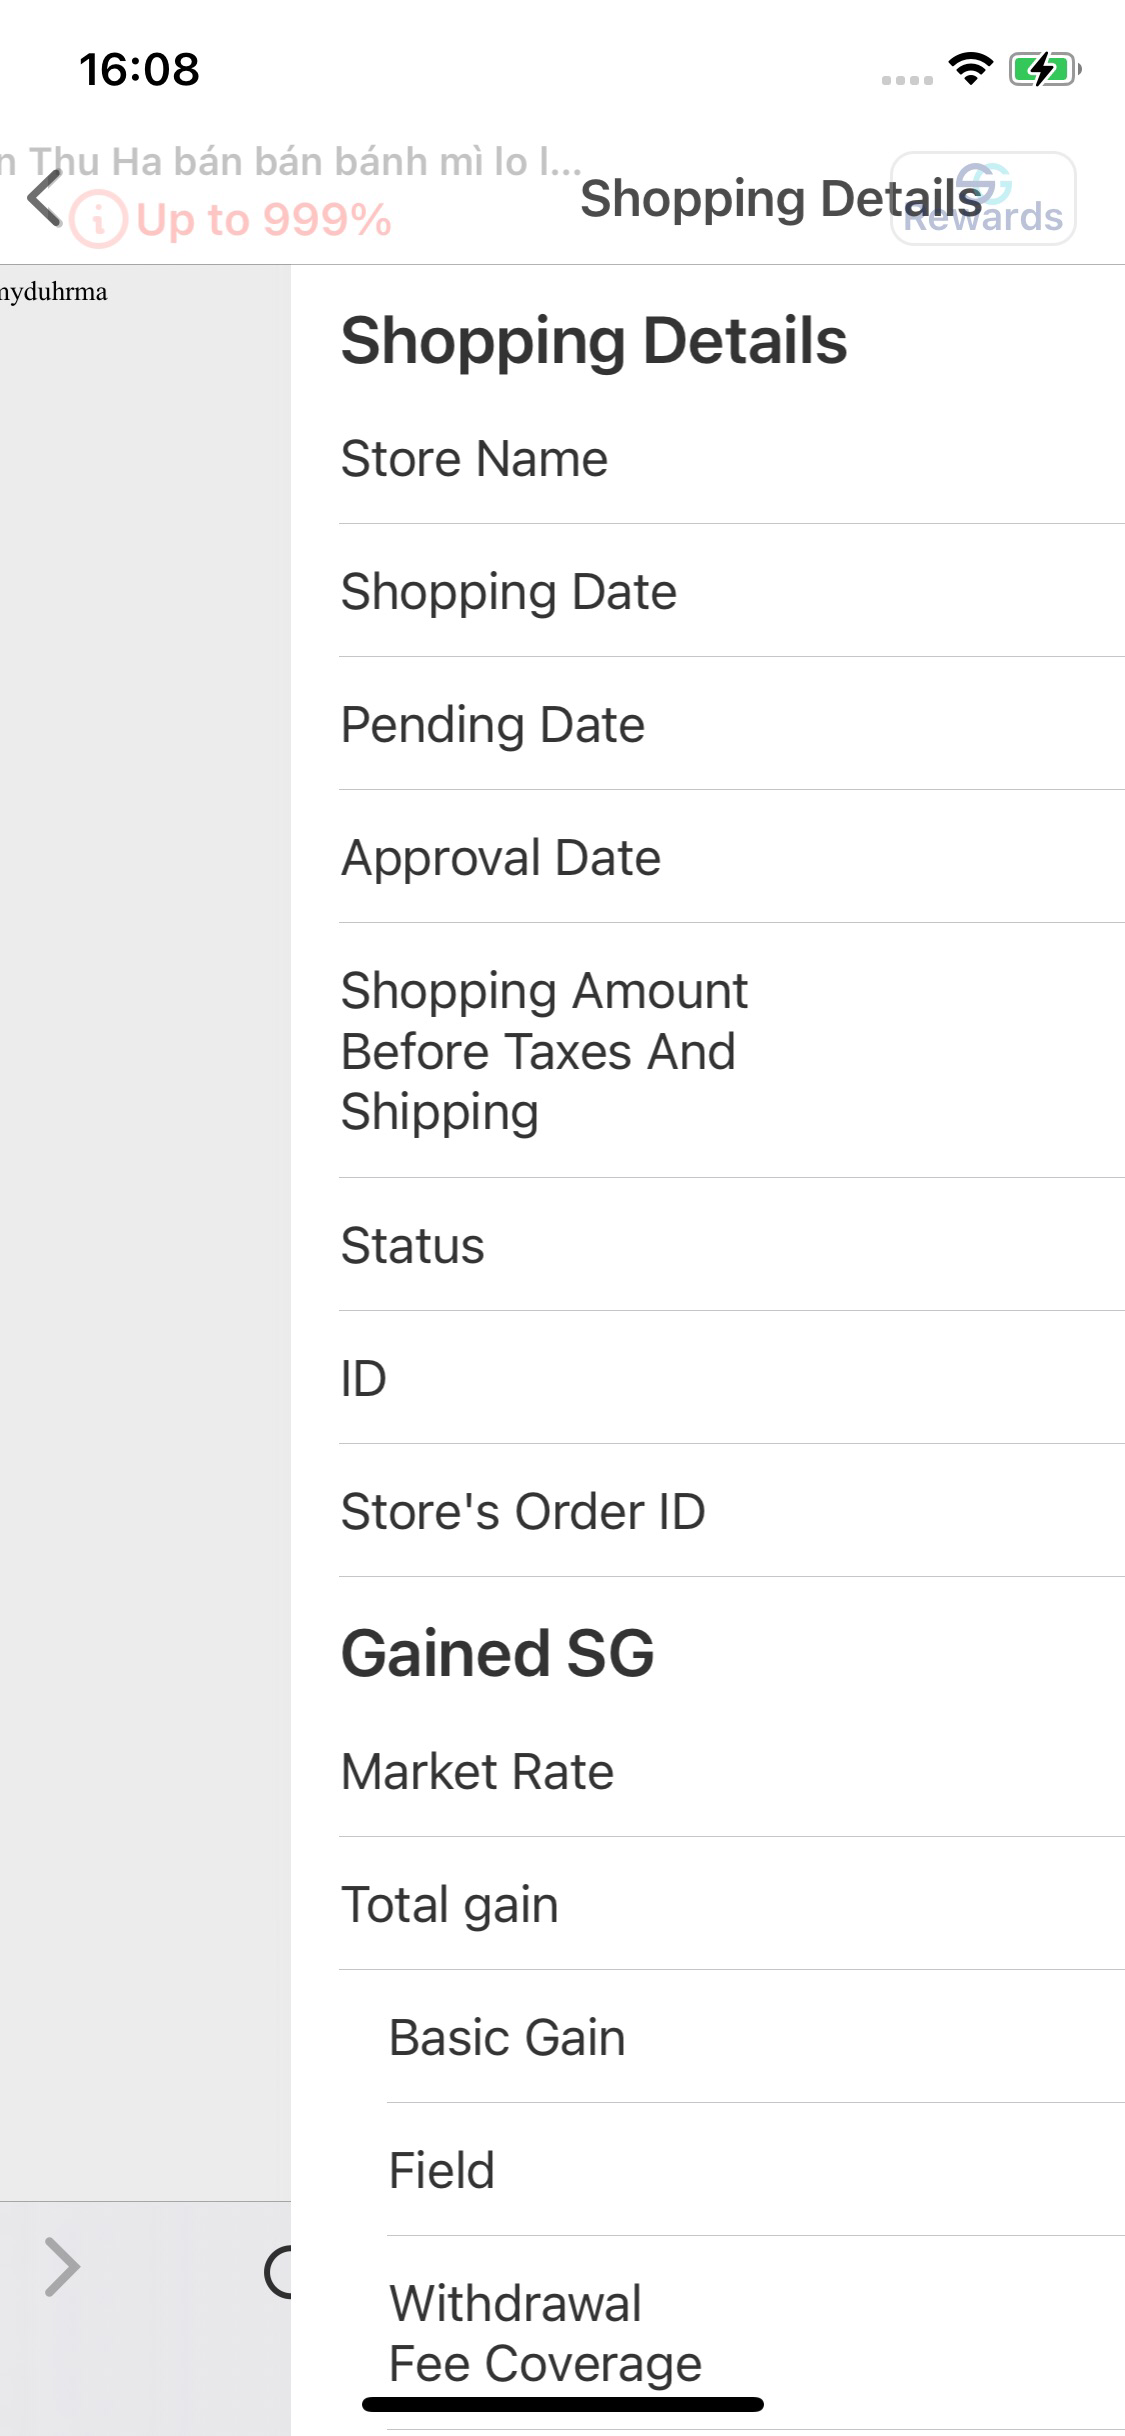 16:08
n Thu Ha bán bán bánh mì lo l...
Up to 999%
Shopping Details
Rewards
nyduhrma
Shopping Details
Store Name
Shopping Date
Pending Date
Approval Date
Shopping Amount
Before Taxes And
Shipping
Status
ID
Store's Order ID
Gained SG
Market Rate
Total gain
Basic Gain
Field
Withdrawal
Fee Coverage